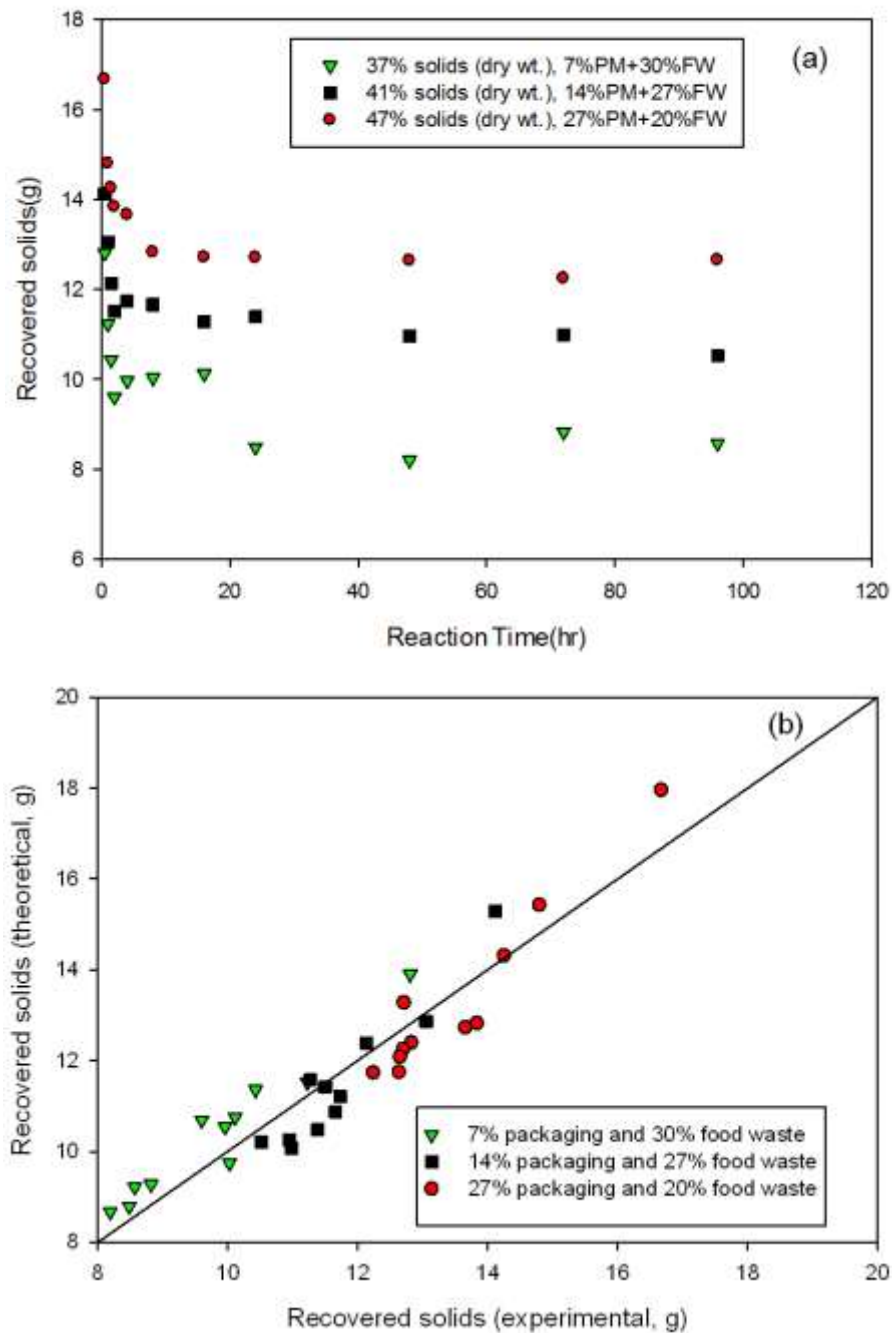 18
16
14
12
10
8
6
Recovered solids(g)
(a)
37% solids (dry wt.), 7%PM+30%FW
41% solids (dry wt.), 14%PM+27%FW
47% solids (dry wt.), 27%PM+20%FW
0 20 40 60 80 100 120
Reaction Time(hr)
20
18
16
14
12
10
8
Recovered solids (theoretical, g)
(b)
7% packaging and 30% food waste
14% packaging and 27% food waste
27% packaging and 20% food waste
8 10 12 14 16 18 20
Recovered solids (experimental, g)